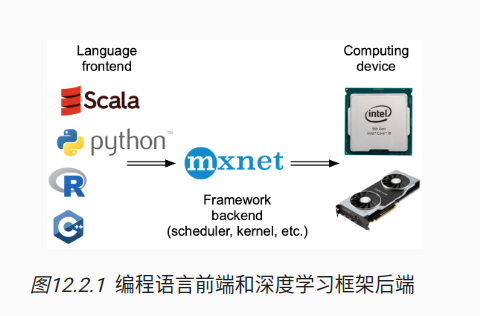 Language
frontend
Computing
device
Scala
python™
R
C++
mxnet
intel
Framework
backend
(scheduler, kernel, etc.)
图12.2.1 编程语言前端和深度学习框架后端